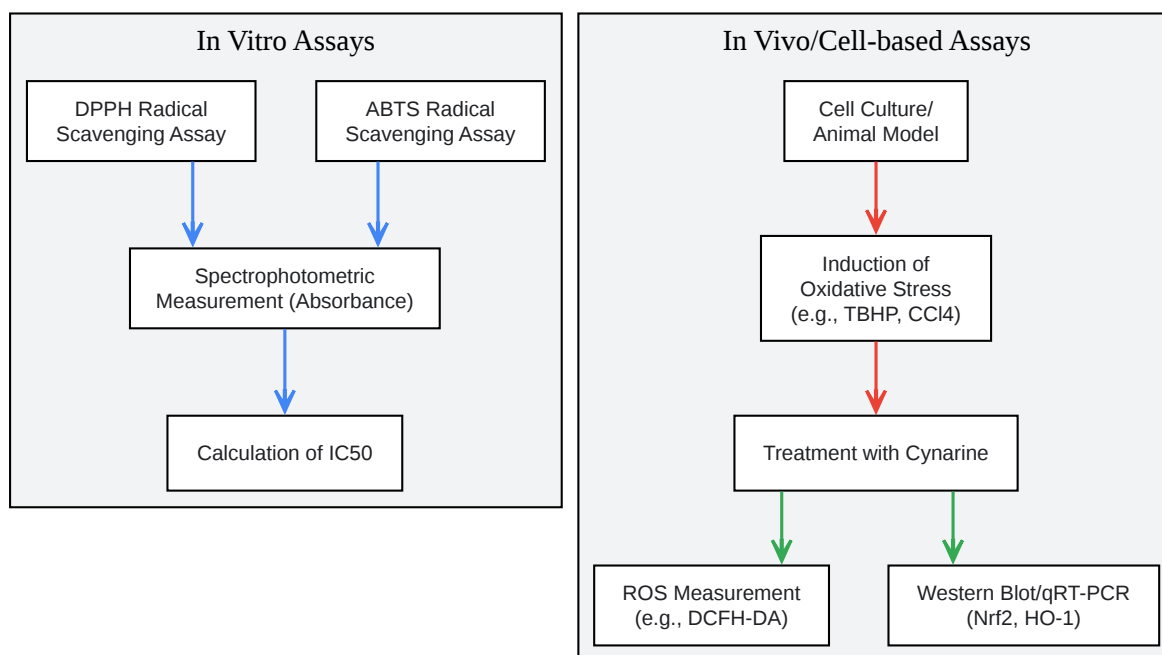 In Vitro Assays
DPPH Radical
Scavenging Assay
ABTS Radical
Scavenging Assay
Spectrophotometric
Measurement (Absorbance)
Calculation of IC50
In Vivo/Cell-based Assays
Cell Culture/
Animal Model
Induction of
Oxidative Stress
(e.g., TBHP, CCl4)
Treatment with Cynarine
ROS Measurement
(e.g., DCFH-DA)
Western Blot/qRT-PCR
(Nrf2, HO-1)